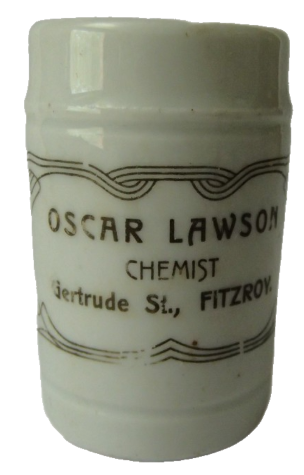 OSCAR LAWSON
CHEMIST
Gertrude St., FITZROY.